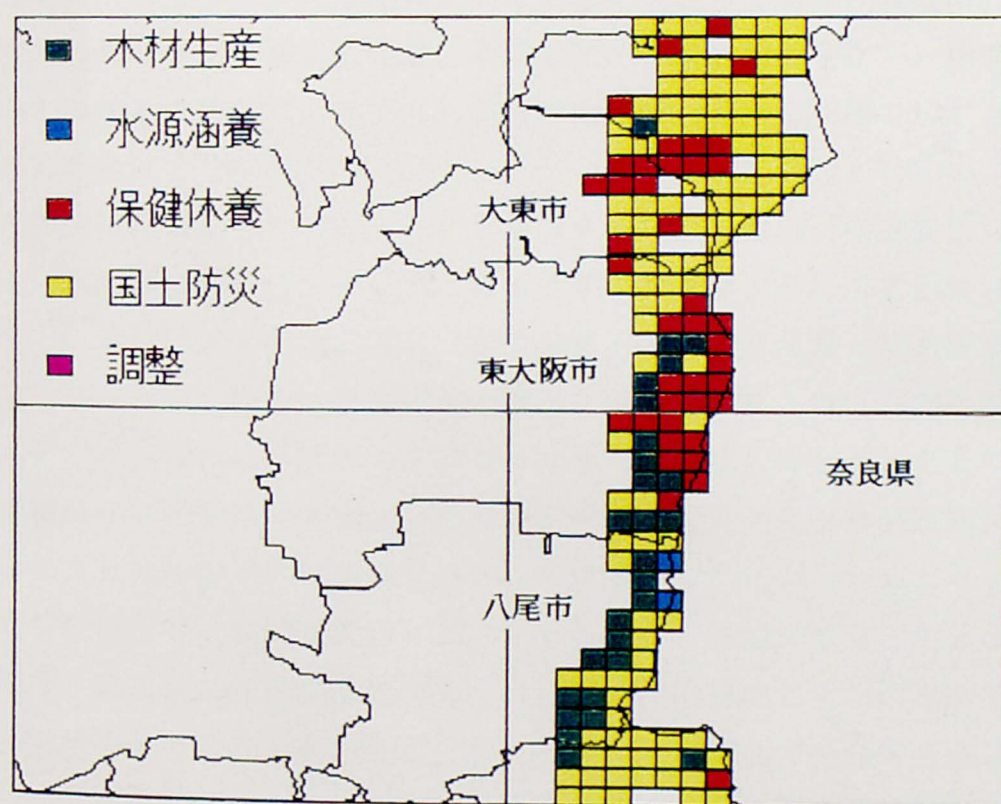 木材生産
水源涵養
保健休養
国土防災
調整
大東市
東大阪市
奈良県
八尾市